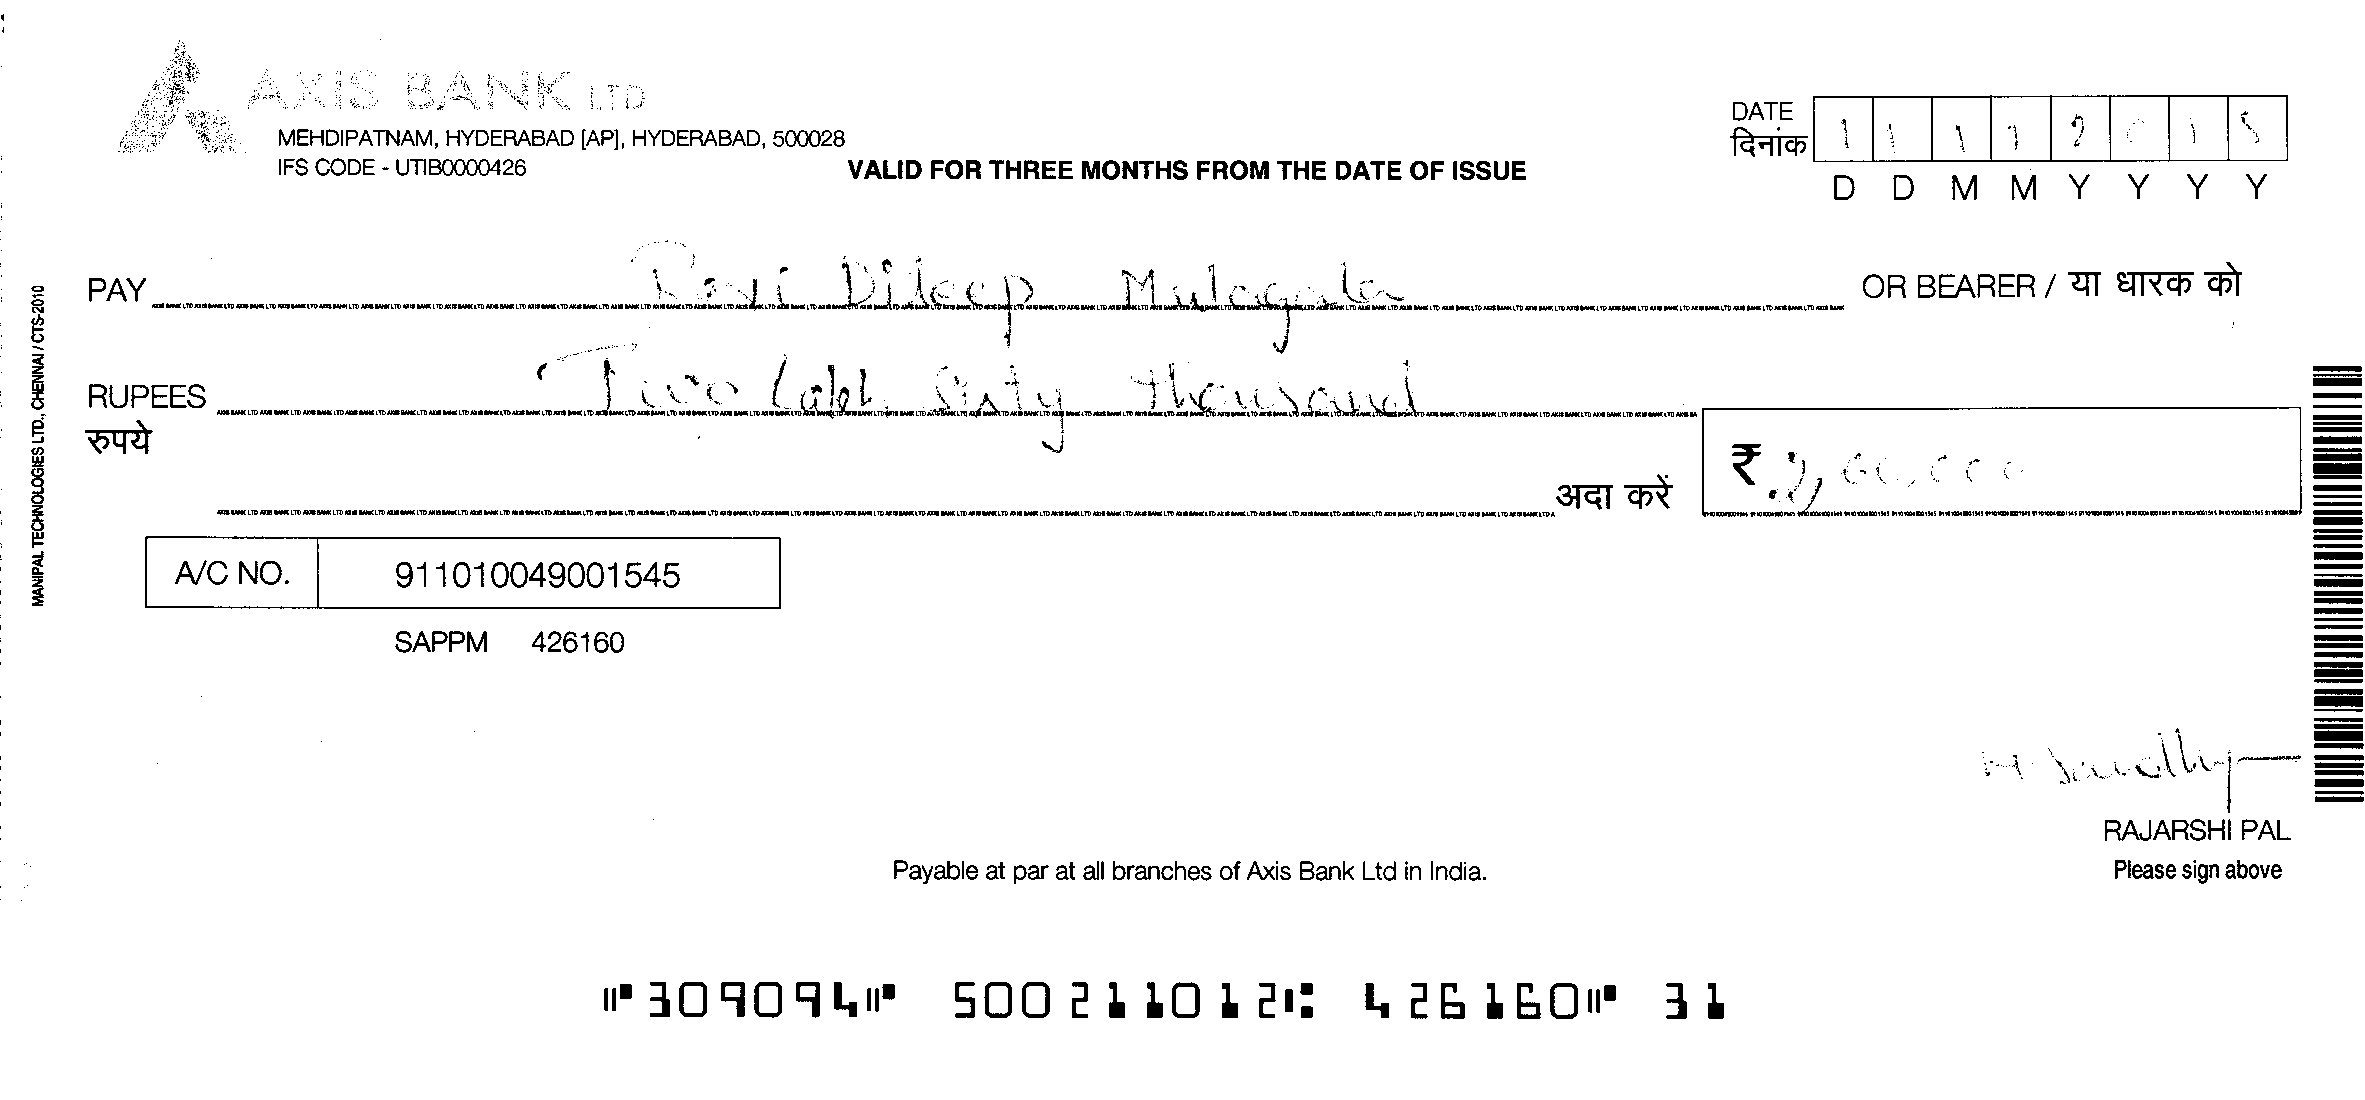 AXIS BANK LTD
MEHDIPATNAM, HYDERABAD [AP], HYDERABAD, 500028
IFS CODE - UTIB0000426
VALID FOR THREE MONTHS FROM THE DATE OF ISSUE
DATE
दिनांक
1 1 1 1 2 0 1 5
D D M M Y Y Y Y
PAY Ravi Dileep Mulagala OR BEARER / या धारक को
RUPEES Two Lakh Sixty thousand
रुपये
अदा करें ₹ 2,60,000
A/C NO. 911010049001545
SAPPM 426160
M. Sandhy
RAJARSHI PAL
Please sign above
Payable at par at all branches of Axis Bank Ltd in India.
⑈309094⑈ 500211012⑆ 426160⑈ 31
MANIPAL TECHNOLOGIES LTD., CHENNAI / CTS-2010